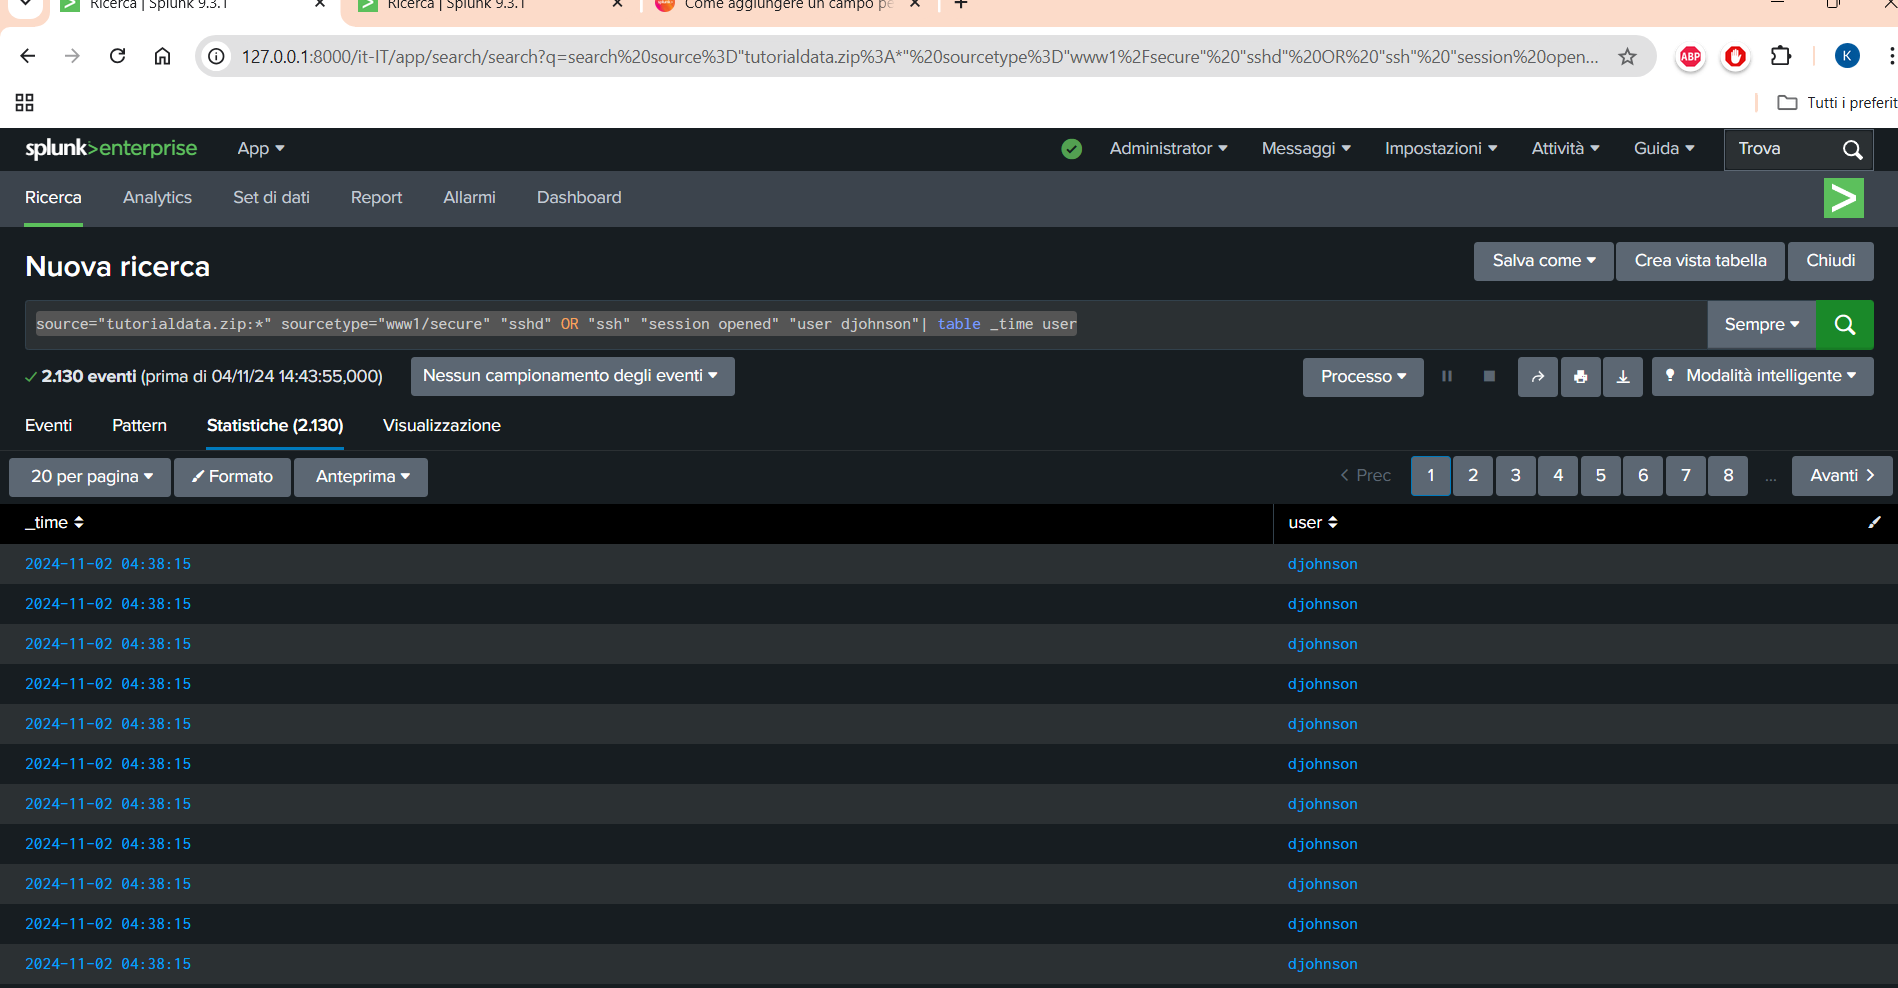 Ricerca | Splunk 9.3.1
Ricerca | Splunk 9.3.1
Come aggiungere un campo pe
127.0.0.1:8000/it-IT/app/search/search?q=search%20source%3D"tutorialdata.zip%3A*"%20sourcetype%3D"www1%2Fsecure"%20"sshd"%20OR%20"ssh"%20"session%20open...
ABP
K
Tutti i preferit
splunk>enterprise
App
Administrator
Messaggi
Impostazioni
Attività
Guida
Trova
Ricerca
Analytics
Set di dati
Report
Allarmi
Dashboard
Nuova ricerca
Salva come
Crea vista tabella
Chiudi
source="tutorialdata.zip:*" sourcetype="www1/secure" "sshd" OR "ssh" "session opened" "user djohnson"| table _time user
Sempre
2.130 eventi (prima di 04/11/24 14:43:55,000)
Nessun campionamento degli eventi
Processo
Modalità intelligente
Eventi
Pattern
Statistiche (2.130)
Visualizzazione
20 per pagina
Formato
Anteprima
< Prec
1
2
3
4
5
6
7
8
...
Avanti >
_time
user
2024-11-02 04:38:15 djohnson
2024-11-02 04:38:15 djohnson
2024-11-02 04:38:15 djohnson
2024-11-02 04:38:15 djohnson
2024-11-02 04:38:15 djohnson
2024-11-02 04:38:15 djohnson
2024-11-02 04:38:15 djohnson
2024-11-02 04:38:15 djohnson
2024-11-02 04:38:15 djohnson
2024-11-02 04:38:15 djohnson
2024-11-02 04:38:15 djohnson